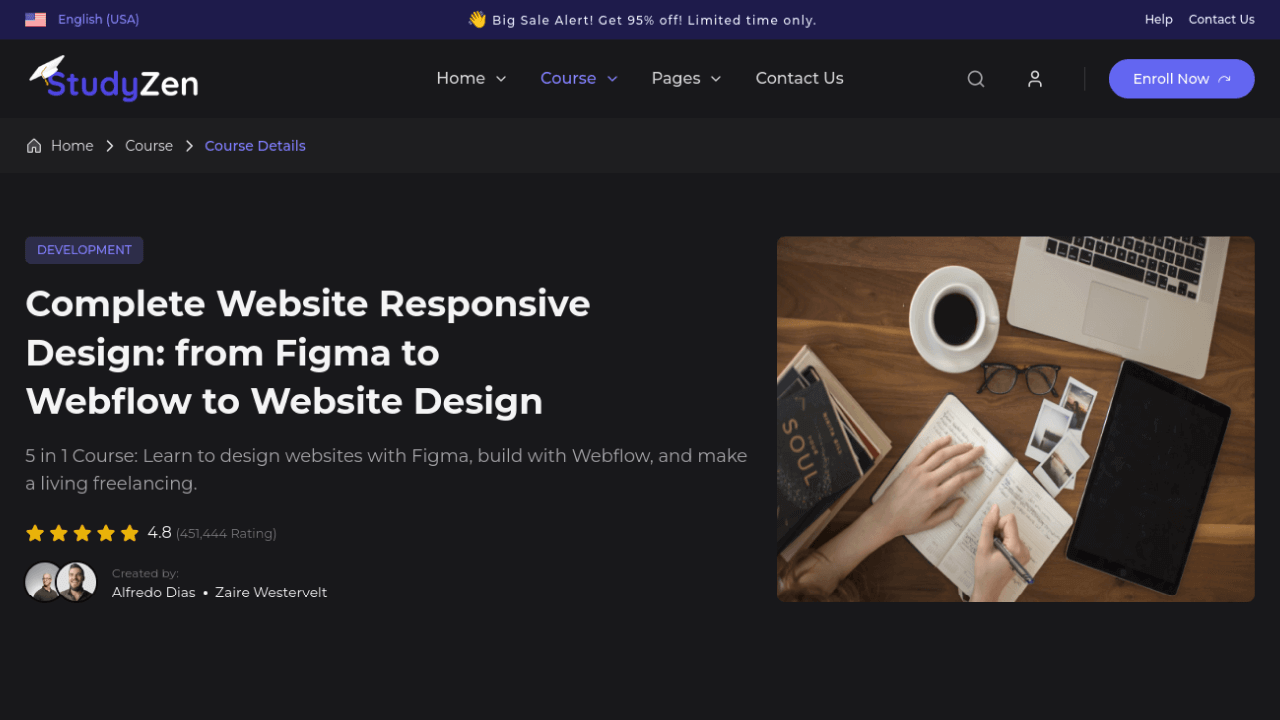 English (USA)
👋 Big Sale Alert! Get 95% off! Limited time only.
Help
Contact Us
StudyZen
Home
Course
Pages
Contact Us
Enroll Now
Home
Course
Course Details
DEVELOPMENT
Complete Website Responsive
Design: from Figma to
Webflow to Website Design
5 in 1 Course: Learn to design websites with Figma, build with Webflow, and make
a living freelancing.
4.8 (451,444 Rating)
Created by:
Alfredo Dias • Zaire Westervelt
SOUL